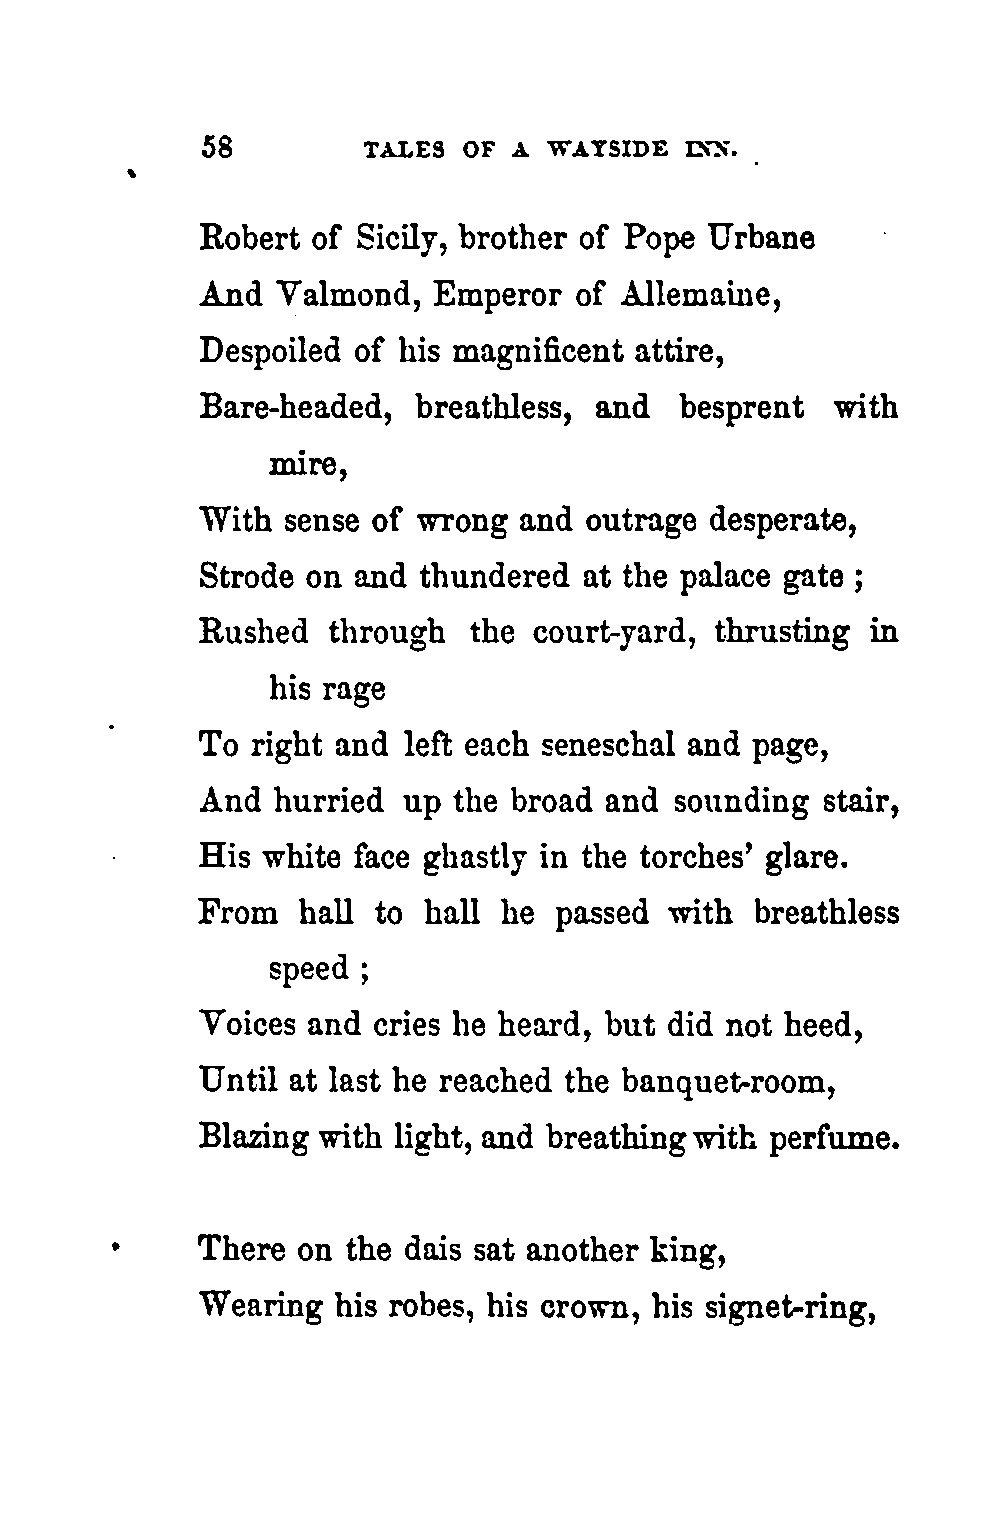 58 TALES OF A WAYSIDE INN.
Robert of Sicily, brother of Pope Urbane
And Valmond, Emperor of Allemaine,
Despoiled of his magnificent attire,
Bare-headed, breathless, and besprent with
mire,
With sense of wrong and outrage desperate,
Strode on and thundered at the palace gate ;
Rushed through the court-yard, thrusting in
his rage
To right and left each seneschal and page,
And hurried up the broad and sounding stair,
His white face ghastly in the torches’ glare.
From hall to hall he passed with breathless
speed ;
Voices and cries he heard, but did not heed,
Until at last he reached the banquet-room,
Blazing with light, and breathing with perfume.
There on the dais sat another king,
Wearing his robes, his crown, his signet-ring,